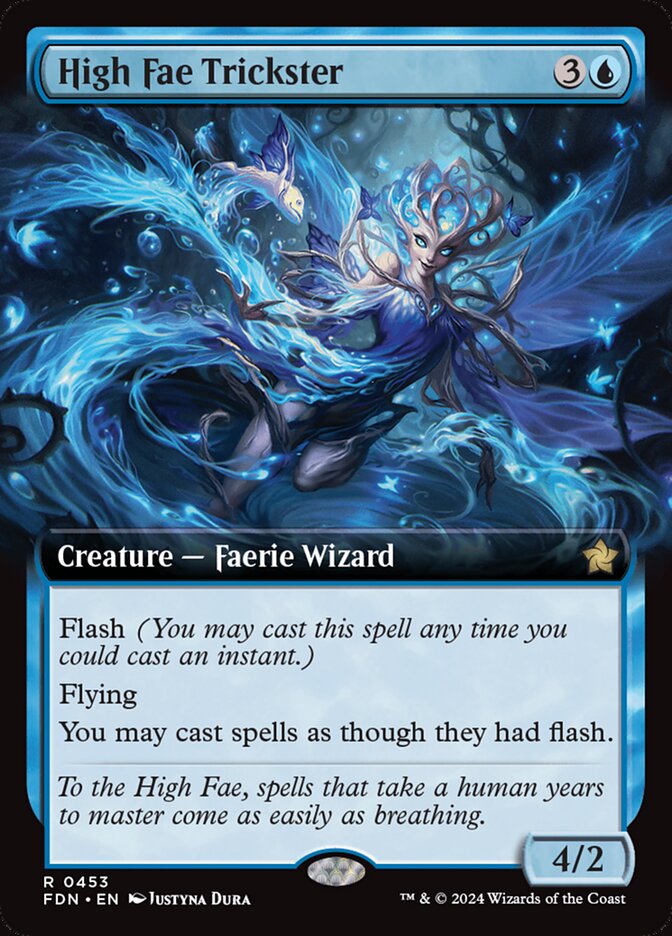 High Fae Trickster 3
Creature — Faerie Wizard
Flash (You may cast this spell any time you
could cast an instant.)
Flying
You may cast spells as though they had flash.
To the High Fae, spells that take a human years
to master come as easily as breathing.
4/2
R 0453
FDN • EN Justyna Dura
™ & © 2024 Wizards of the Coast